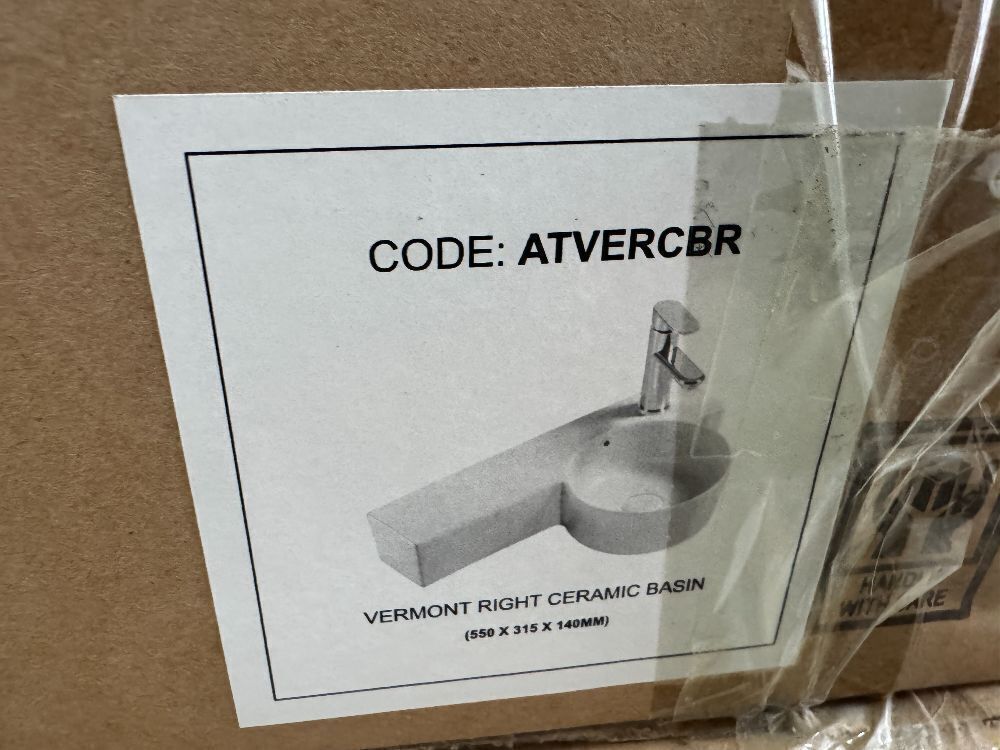 CODE: ATVERCBR
VERMONT RIGHT CERAMIC BASIN
(550 X 315 X 140MM)
HANDLE
WITH CARE